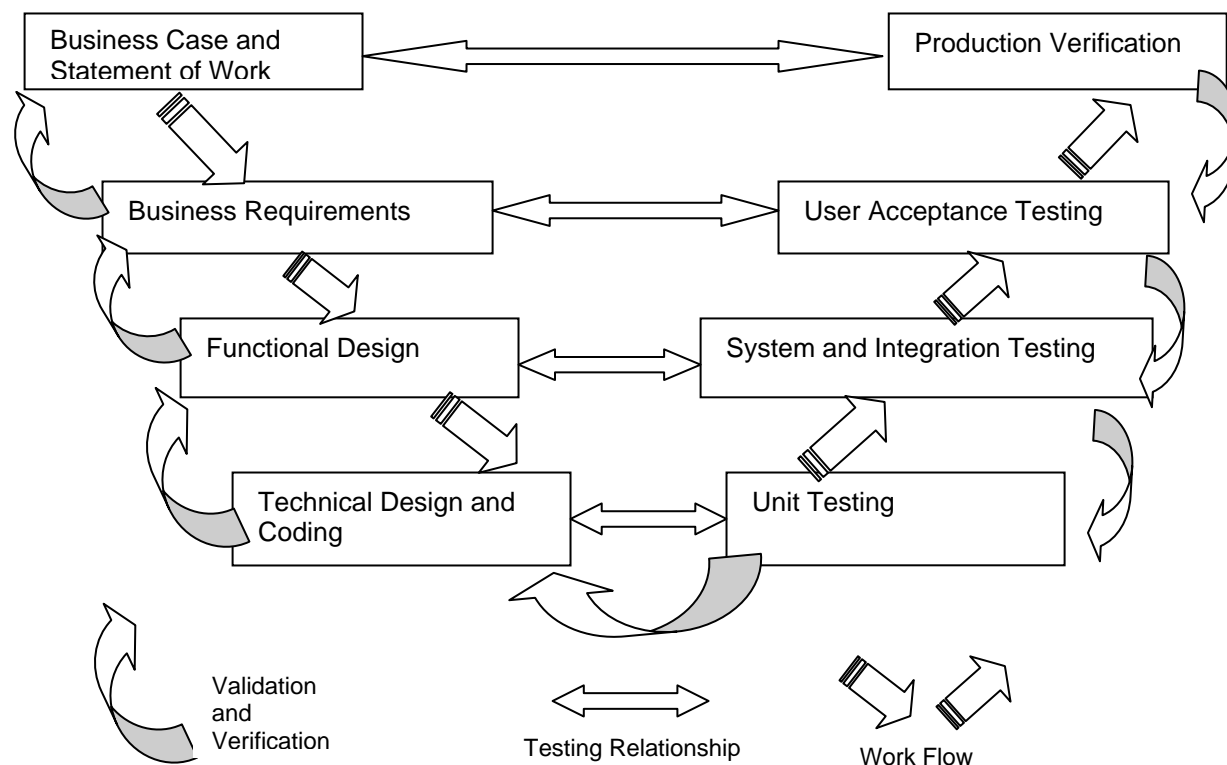 Business Case and
Statement of Work
Production Verification
Business Requirements
User Acceptance Testing
Functional Design
System and Integration Testing
Technical Design and
Coding
Unit Testing
Validation
and
Verification
Testing Relationship
Work Flow